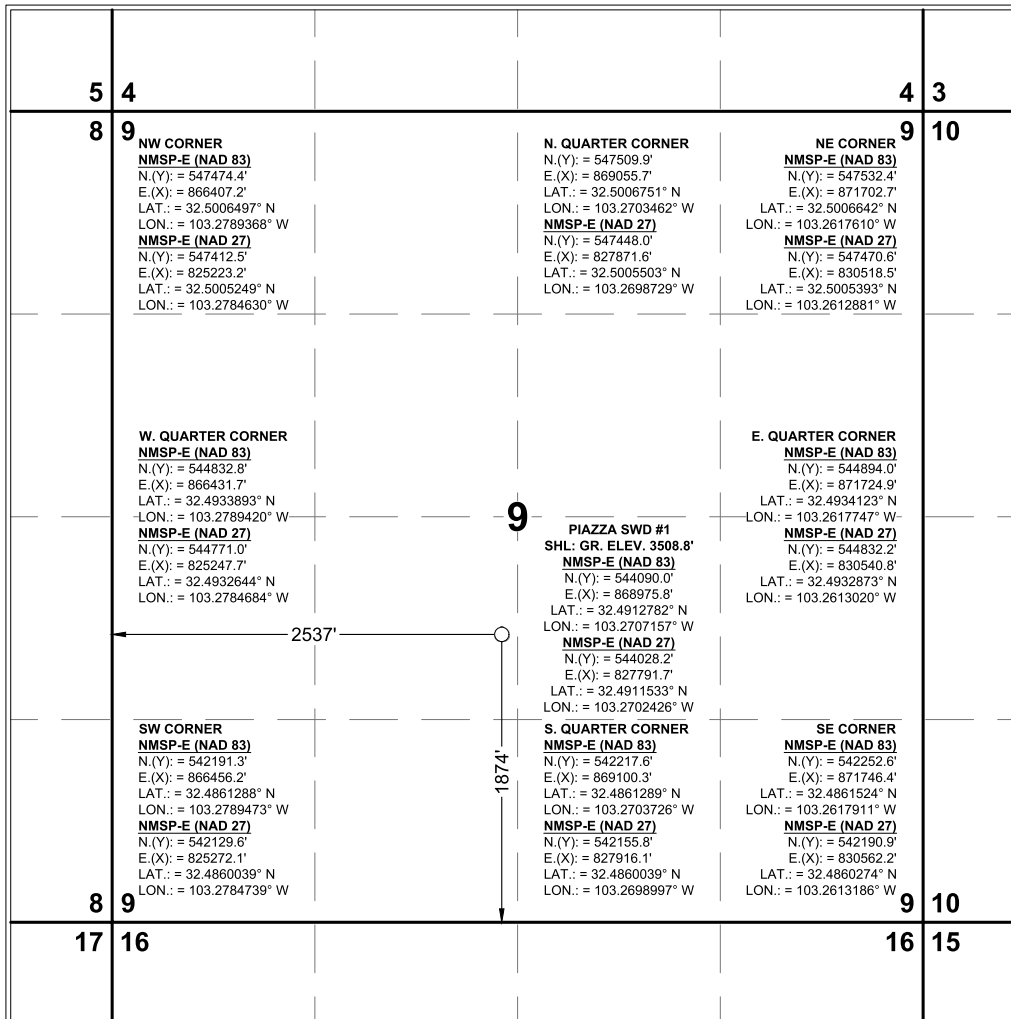 5 4
4 3
8 9
9 10
NW CORNER
NMSP-E (NAD 83)
N.(Y): = 547474.4'
E.(X): = 866407.2'
LAT.: = 32.5006497° N
LON.: = 103.2789368° W
NMSP-E (NAD 27)
N.(Y): = 547412.5'
E.(X): = 825223.2'
LAT.: = 32.5005249° N
LON.: = 103.2784630° W
N. QUARTER CORNER
N.(Y): = 547509.9'
E.(X): = 869055.7'
LAT.: = 32.5006751° N
LON.: = 103.2703462° W
NMSP-E (NAD 27)
N.(Y): = 547448.0'
E.(X): = 827871.6'
LAT.: = 32.5005503° N
LON.: = 103.2698729° W
NE CORNER
NMSP-E (NAD 83)
N.(Y): = 547532.4'
E.(X): = 871702.7'
LAT.: = 32.5006642° N
LON.: = 103.2617610° W
NMSP-E (NAD 27)
N.(Y): = 547470.6'
E.(X): = 830518.5'
LAT.: = 32.5005393° N
LON.: = 103.2612881° W
W. QUARTER CORNER
NMSP-E (NAD 83)
N.(Y): = 544832.8'
E.(X): = 866431.7'
LAT.: = 32.4933893° N
LON.: = 103.2789420° W
NMSP-E (NAD 27)
N.(Y): = 544771.0'
E.(X): = 825247.7'
LAT.: = 32.4932644° N
LON.: = 103.2784684° W
9
PIAZZA SWD #1
SHL: GR. ELEV. 3508.8'
NMSP-E (NAD 83)
N.(Y): = 544090.0'
E.(X): = 868975.8'
LAT.: = 32.4912782° N
LON.: = 103.2707157° W
NMSP-E (NAD 27)
N.(Y): = 544028.2'
E.(X): = 827791.7'
LAT.: = 32.4911533° N
LON.: = 103.2702426° W
E. QUARTER CORNER
NMSP-E (NAD 83)
N.(Y): = 544894.0'
E.(X): = 871724.9'
LAT.: = 32.4934123° N
LON.: = 103.2617747° W
NMSP-E (NAD 27)
N.(Y): = 544832.2'
E.(X): = 830540.8'
LAT.: = 32.4932873° N
LON.: = 103.2613020° W
2537'
1874'
SW CORNER
NMSP-E (NAD 83)
N.(Y): = 542191.3'
E.(X): = 866456.2'
LAT.: = 32.4861288° N
LON.: = 103.2789473° W
NMSP-E (NAD 27)
N.(Y): = 542129.6'
E.(X): = 825272.1'
LAT.: = 32.4860039° N
LON.: = 103.2784739° W
S. QUARTER CORNER
NMSP-E (NAD 83)
N.(Y): = 542217.6'
E.(X): = 869100.3'
LAT.: = 32.4861289° N
LON.: = 103.2703726° W
NMSP-E (NAD 27)
N.(Y): = 542155.8'
E.(X): = 827916.1'
LAT.: = 32.4860039° N
LON.: = 103.2698997° W
SE CORNER
NMSP-E (NAD 83)
N.(Y): = 542252.6'
E.(X): = 871746.4'
LAT.: = 32.4861524° N
LON.: = 103.2617911° W
NMSP-E (NAD 27)
N.(Y): = 542190.9'
E.(X): = 830562.2'
LAT.: = 32.4860274° N
LON.: = 103.2613186° W
8 9
9 10
17 16
16 15